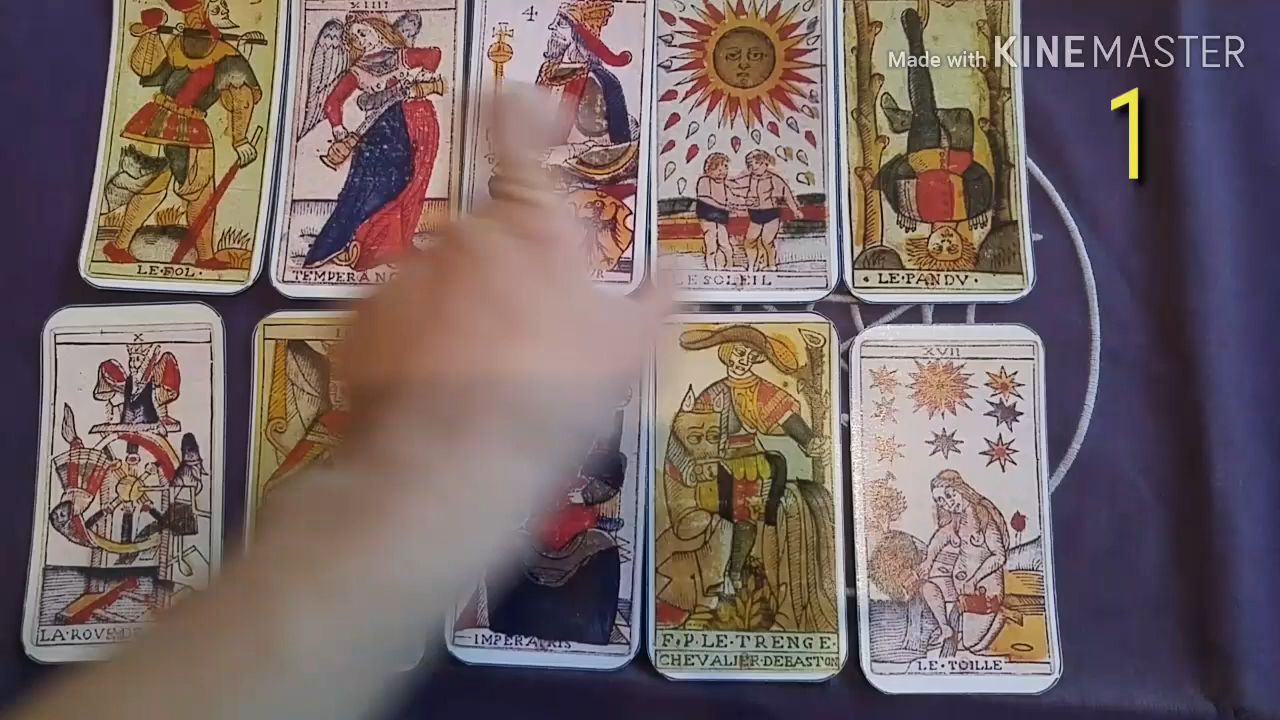 Made with KINEMASTER
1
LE·FOL·
XIIII
4
LE SOLEIL
·LE·PANDV·
X
IMPERATRIS
F·P·LE·TRENGE
CHEVALIER·DEBASTON
XVII
LE·TOILLE